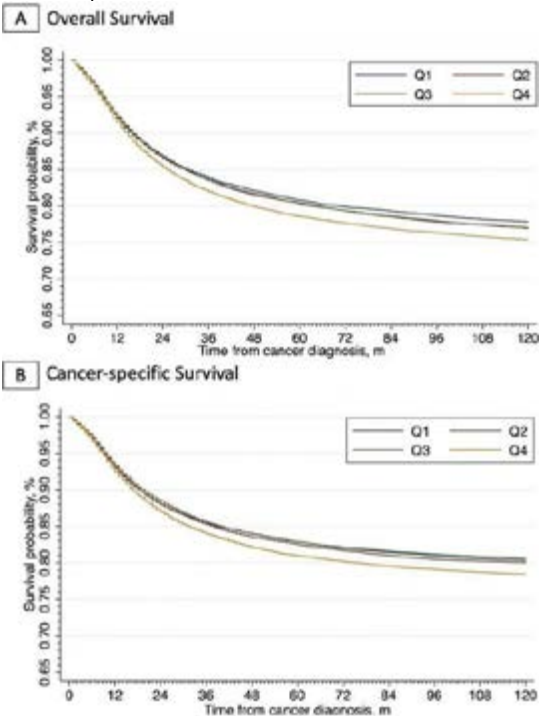 A Overall Survival
Survival probability, %
1.00
0.95
0.90
0.85
0.80
0.75
0.70
0.65
Q1 Q2
Q3 Q4
0 12 24 36 48 60 72 84 96 108 120
Time from cancer diagnosis, m
B Cancer-specific Survival
Survival probability, %
1.00
0.95
0.90
0.85
0.80
0.75
0.70
0.65
Q1 Q2
Q3 Q4
0 12 24 36 48 60 72 84 96 108 120
Time from cancer diagnosis, m